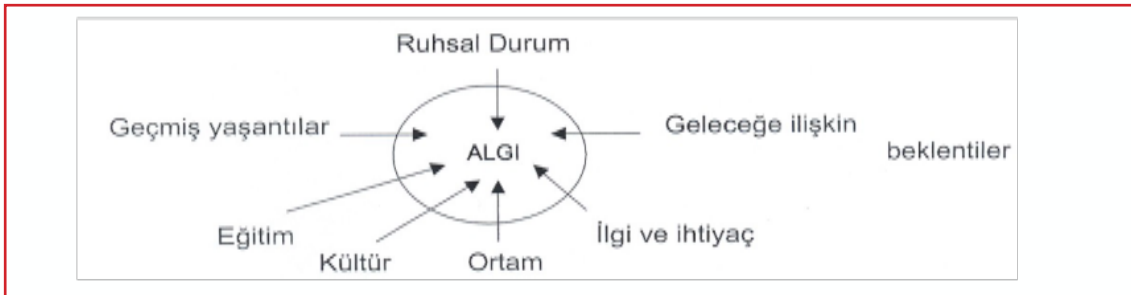 Ruhsal Durum
Geçmiş yaşantılar
Geleceğe ilişkin
beklentiler
ALGI
Eğitim
Kültür
Ortam
İlgi ve ihtiyaç